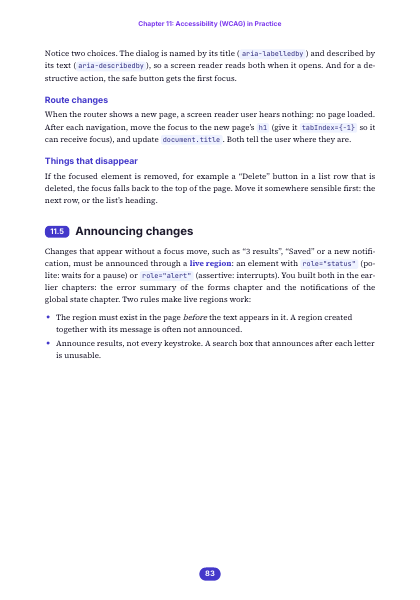 Chapter 11: Accessibility (WCAG) in Practice
Notice two choices. The dialog is named by its title ( aria-labelledby ) and described by
its text ( aria-describedby ), so a screen reader reads both when it opens. And for a de-
structive action, the safe button gets the first focus.
Route changes
When the router shows a new page, a screen reader user hears nothing: no page loaded.
After each navigation, move the focus to the new page's h1 (give it tabIndex={-1} so it
can receive focus), and update document.title . Both tell the user where they are.
Things that disappear
If the focused element is removed, for example a “Delete” button in a list row that is
deleted, the focus falls back to the top of the page. Move it somewhere sensible first: the
next row, or the list's heading.
11.5 Announcing changes
Changes that appear without a focus move, such as “3 results”, “Saved” or a new notifi-
cation, must be announced through a live region: an element with role="status" (po-
lite: waits for a pause) or role="alert" (assertive: interrupts). You built both in the ear-
lier chapters: the error summary of the forms chapter and the notifications of the
global state chapter. Two rules make live regions work:
• The region must exist in the page before the text appears in it. A region created
together with its message is often not announced.
• Announce results, not every keystroke. A search box that announces after each letter
is unusable.
83